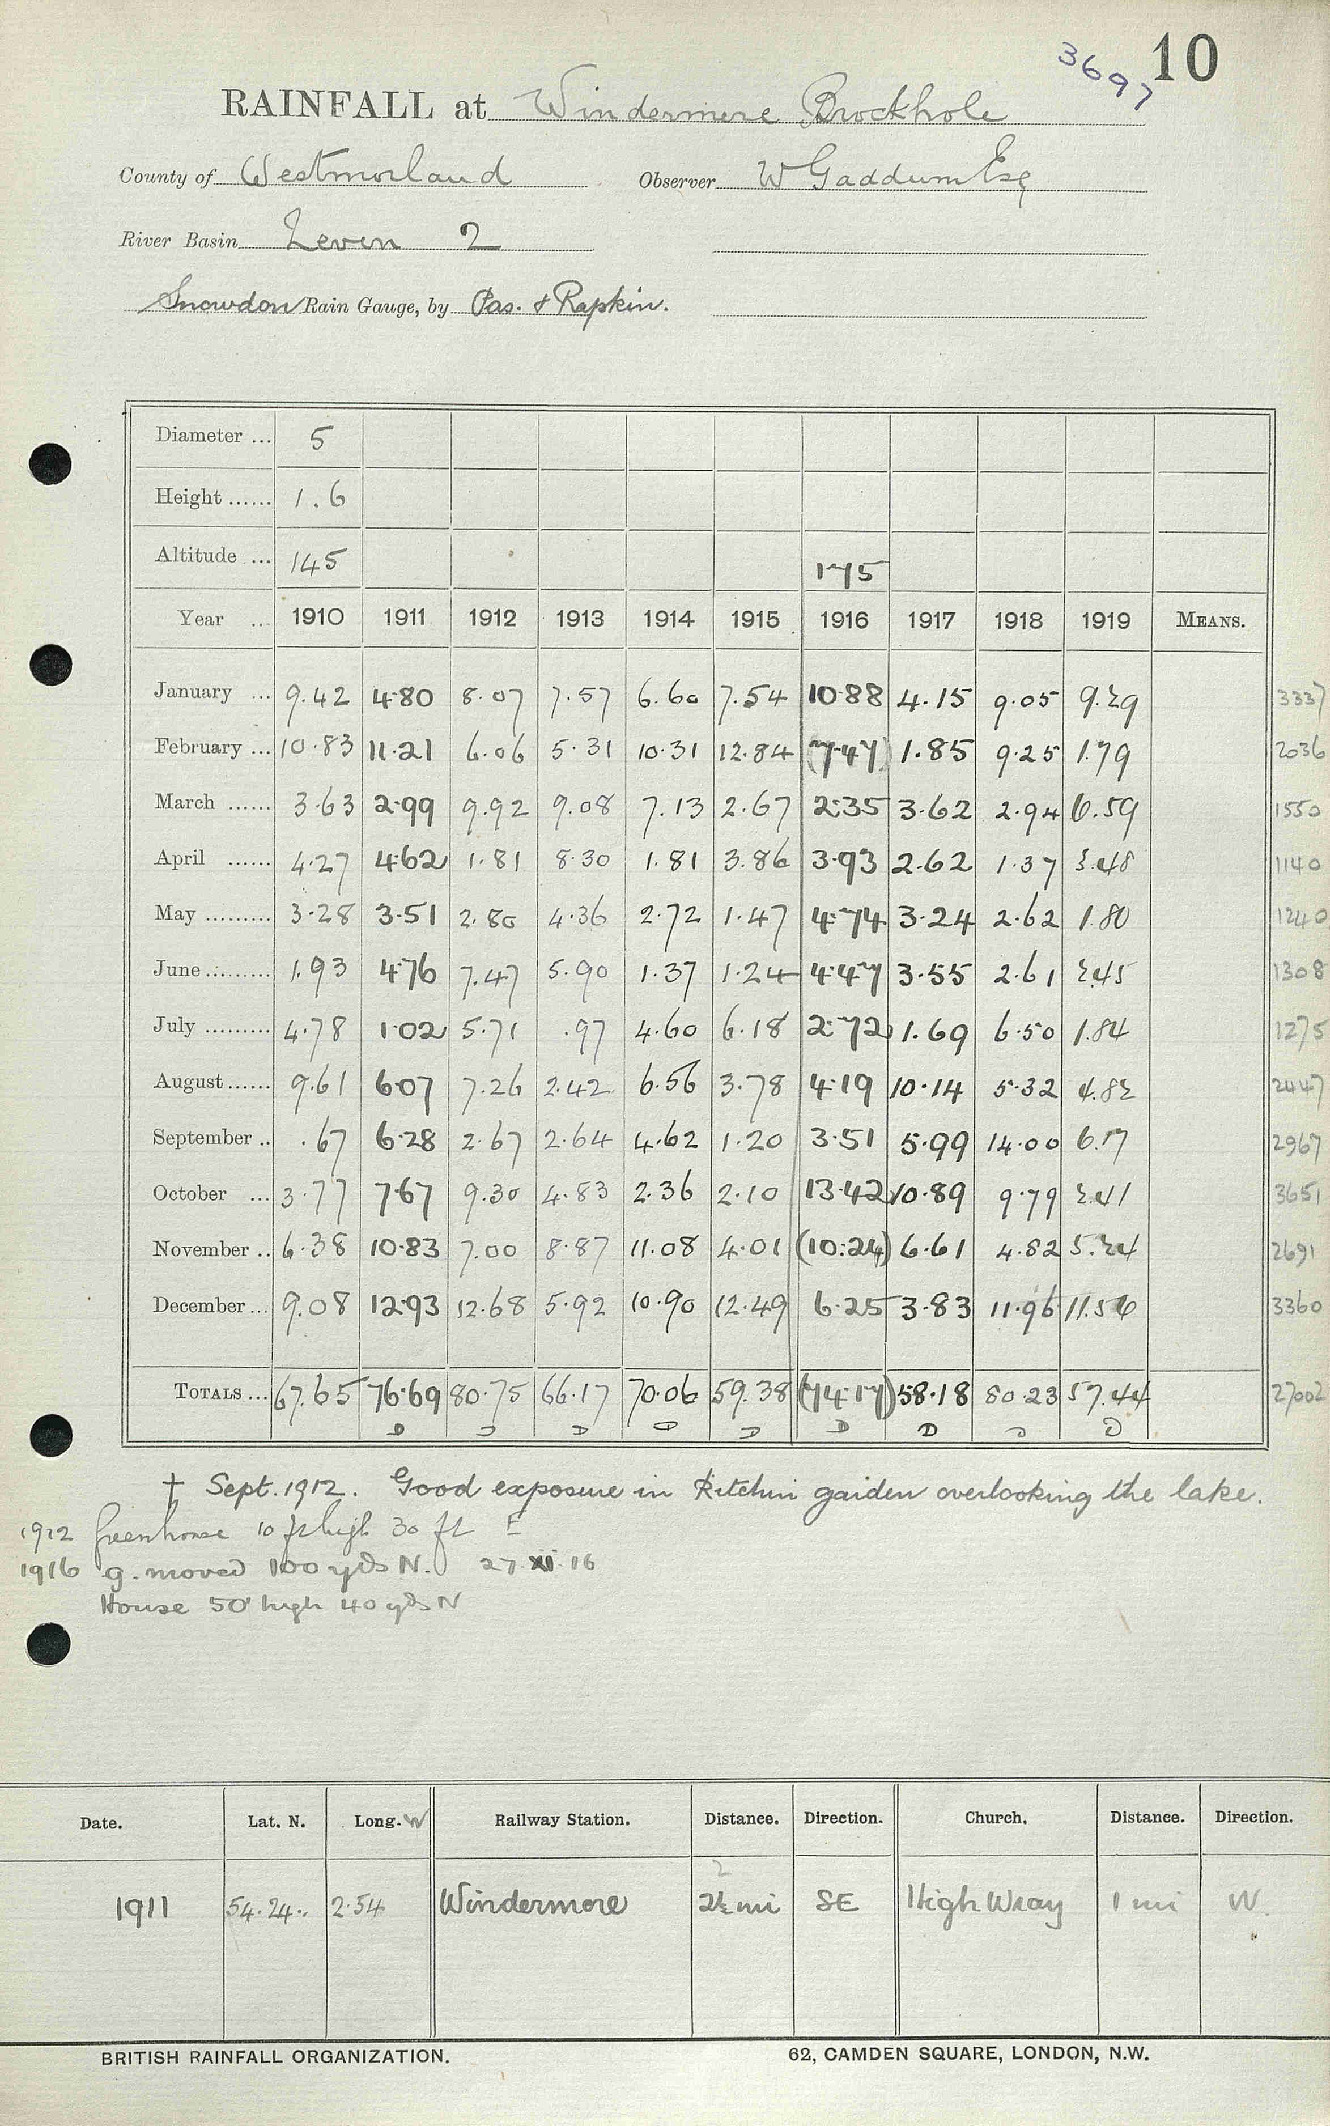 3697 10
RAINFALL at Windermere Brockhole
County of Westmorland Observer W Gaddum Esq
River Basin Leven 2
Snowdon Rain Gauge, by Pas. & Rapkin.
Diameter ... 5
Height ...... 1.6
Altitude ... 145 175
Year ... 1910 1911 1912 1913 1914 1915 1916 1917 1918 1919 MEANS.
January ... 9.42 4.80 8.07 7.57 6.60 7.54 10.88 4.15 9.05 9.29 3337
February ... 10.83 11.21 6.06 5.31 10.31 12.84 (7.47) 1.85 9.25 1.79 2036
March ...... 3.63 2.99 9.92 9.08 7.13 2.67 2.35 3.62 2.94 6.59 1550
April ...... 4.27 4.62 1.81 8.30 1.81 3.86 3.93 2.62 1.37 3.48 1140
May ......... 3.28 3.51 2.80 4.36 2.72 1.47 4.74 3.24 2.62 1.80 1240
June ......... 1.93 4.76 7.47 5.90 1.37 1.24 4.47 3.55 2.61 2.45 1308
July ......... 4.78 1.02 5.71 .97 4.60 6.18 2.72 1.69 6.50 1.84 1275
August ...... 9.61 6.07 7.26 2.42 6.56 3.78 4.19 10.14 5.32 4.82 2447
September .. .67 6.28 2.67 2.64 4.62 1.20 3.51 5.99 14.00 6.17 2967
October ... 3.77 7.67 9.30 4.83 2.36 2.10 13.42 10.89 9.79 2.41 3651
November .. 6.38 10.83 7.00 8.87 11.08 4.01 (10.24) 6.61 4.82 5.24 2691
December ... 9.08 12.93 12.68 5.92 10.90 12.49 6.25 3.83 11.96 11.56 3360
TOTALS ... 67.65 76.69 80.75 66.17 70.06 59.38 (74.17) 58.18 80.23 57.44 27002
D D D D D D D D D
† Sept. 1912. Good exposure in Kitchen garden overlooking the lake.
1912 Greenhouse 10 ft high 30 ft E
1916 g. moved 100 yds N. 27.XI.16
House 50' high 40 yds N
Date. Lat. N. Long. W Railway Station. Distance. Direction. Church. Distance. Direction.
2
1911 54.24 2.54 Windermere 2½ mi SE High Wray 1 mi W.
BRITISH RAINFALL ORGANIZATION. 62, CAMDEN SQUARE, LONDON, N.W.